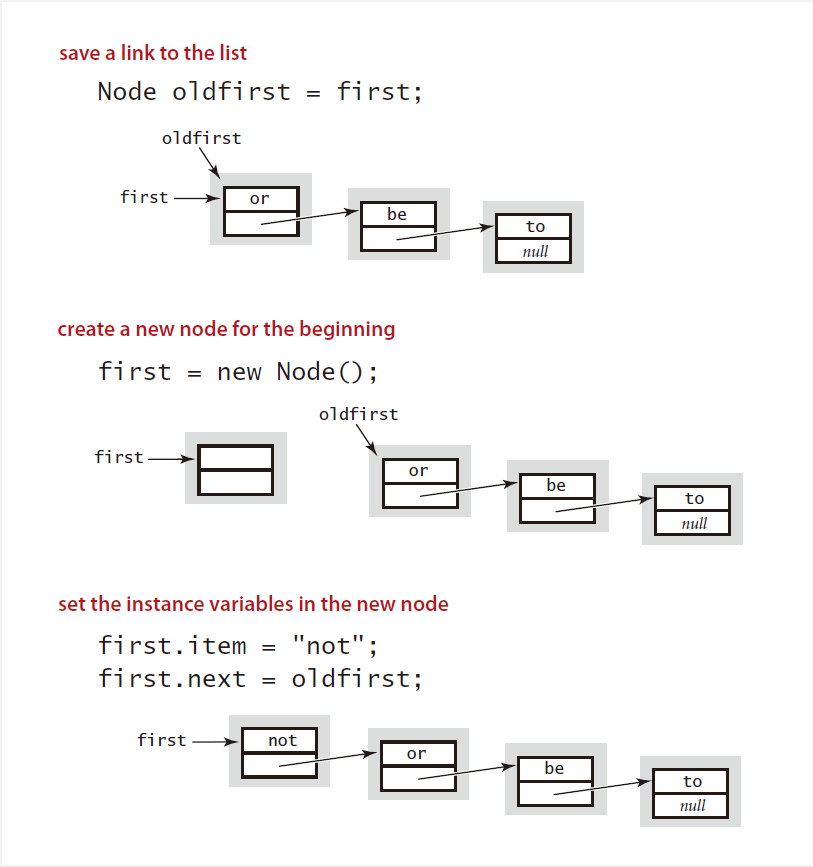 save a link to the list
Node oldfirst = first;
oldfirst
first
or
be
to
null
create a new node for the beginning
first = new Node();
oldfirst
first
or
be
to
null
set the instance variables in the new node
first.item = "not";
first.next = oldfirst;
first
not
or
be
to
null